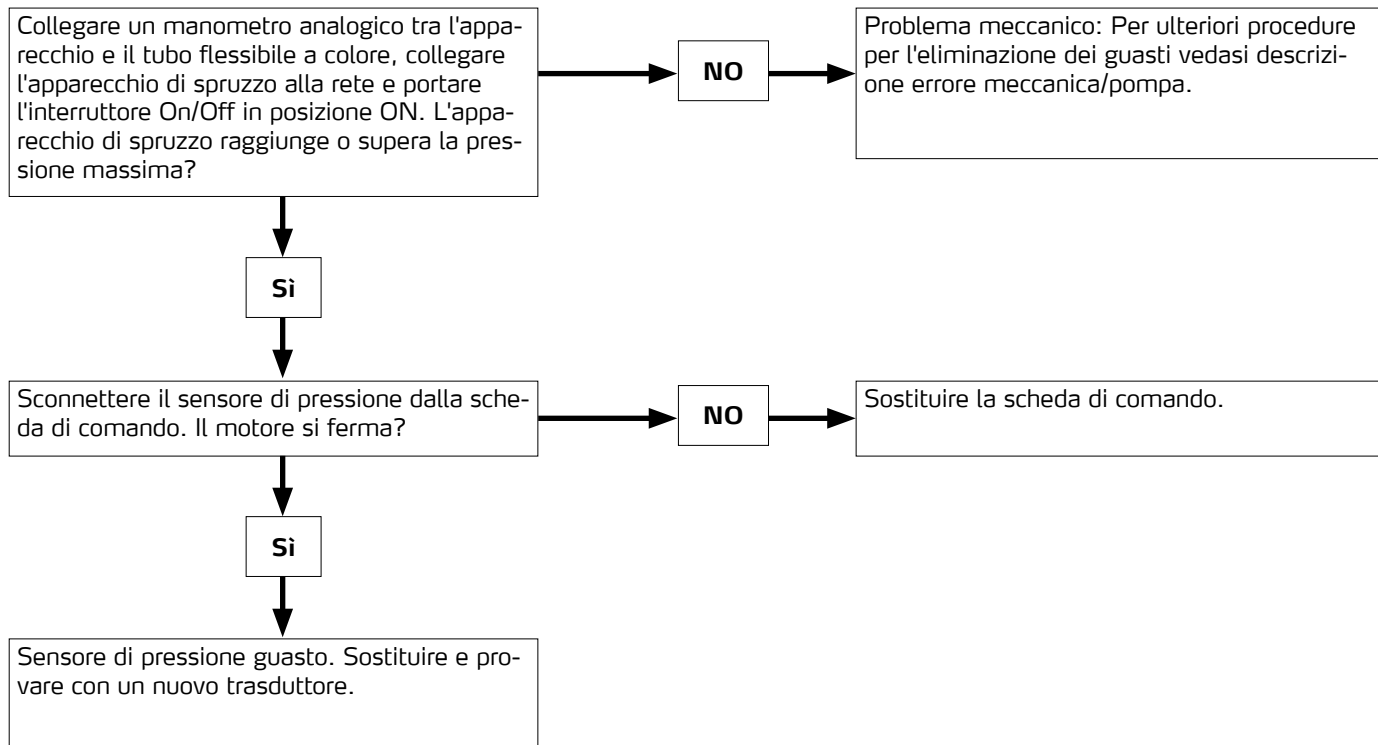 Collegare un manometro analogico tra l'appa-
recchio e il tubo flessibile a colore, collegare
l'apparecchio di spruzzo alla rete e portare
l'interruttore On/Off in posizione ON. L'appa-
recchio di spruzzo raggiunge o supera la pres-
sione massima?
NO
Problema meccanico: Per ulteriori procedure
per l'eliminazione dei guasti vedasi descrizi-
one errore meccanica/pompa.
Sì
Sconnettere il sensore di pressione dalla sche-
da di comando. Il motore si ferma?
NO
Sostituire la scheda di comando.
Sì
Sensore di pressione guasto. Sostituire e pro-
vare con un nuovo trasduttore.